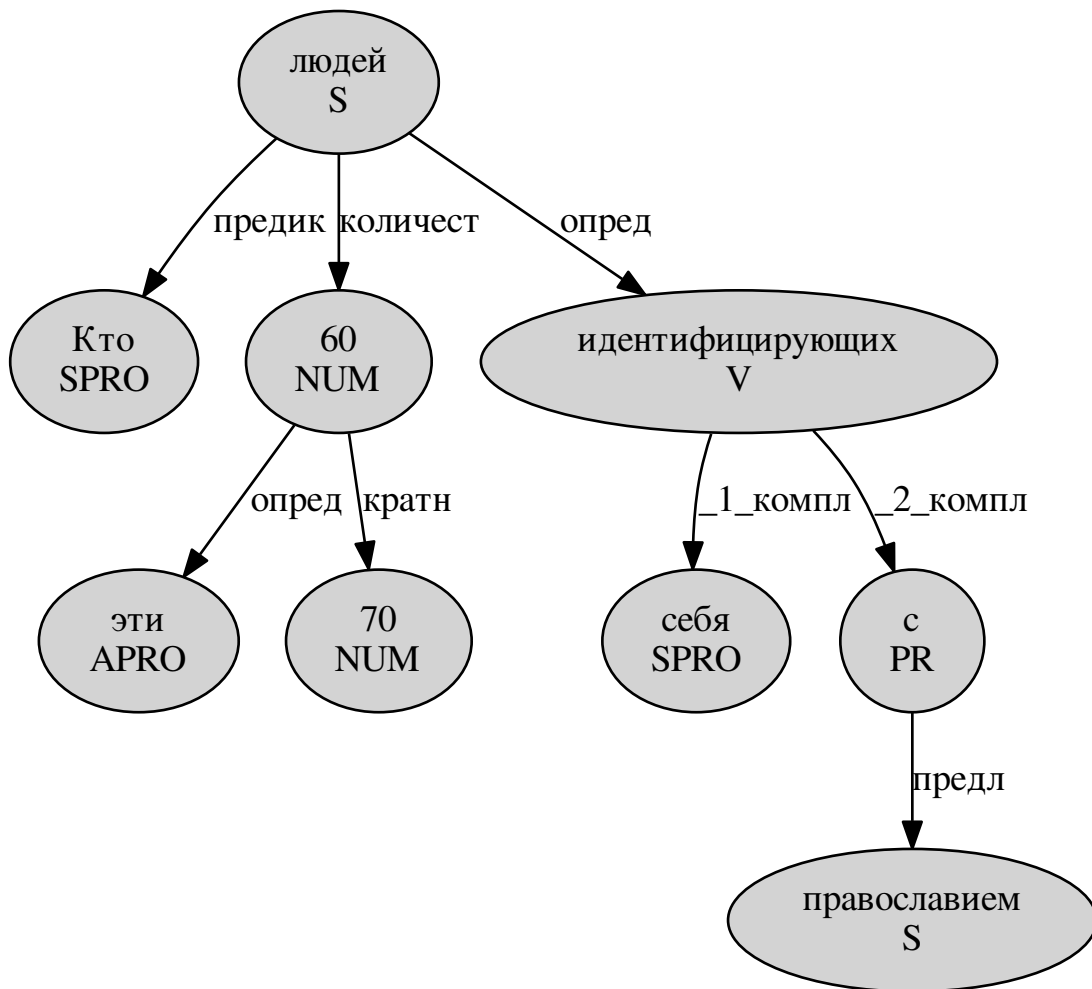 людей
S
предик
количест
опред
Кто
SPRO
60
NUM
идентифицирующих
V
опред
кратн
_1_компл
_2_компл
эти
APRO
70
NUM
себя
SPRO
с
PR
предл
православием
S